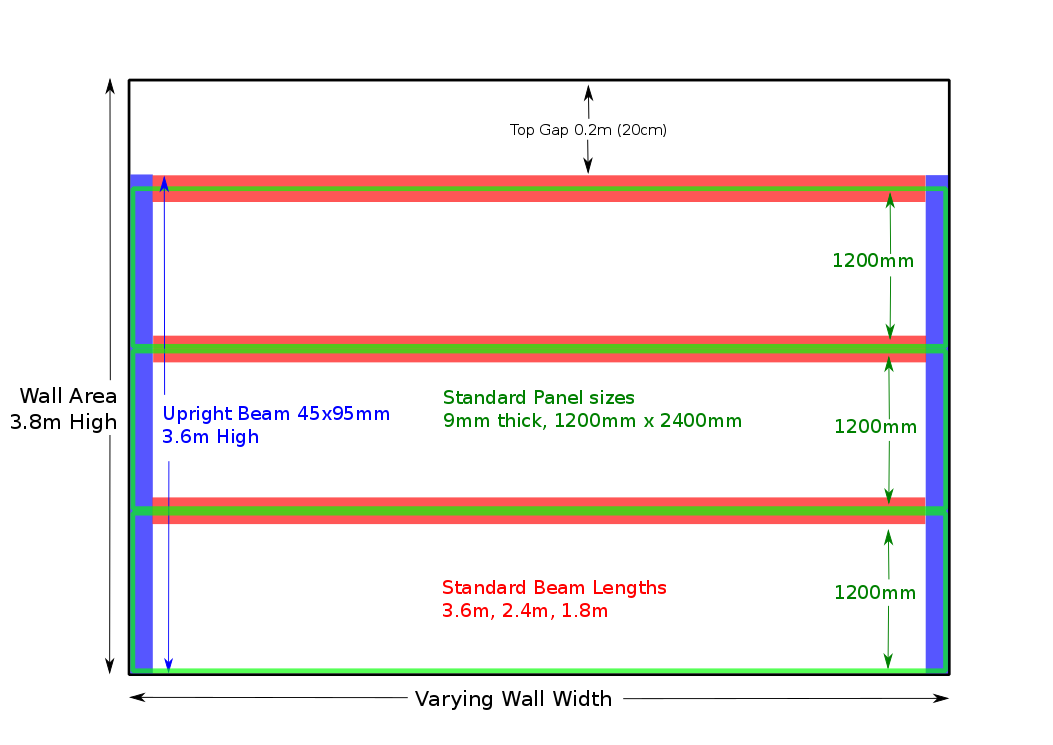 Top Gap 0.2m (20cm)
1200mm
Wall Area
3.8m High
Upright Beam 45x95mm
3.6m High
Standard Panel sizes
9mm thick, 1200mm x 2400mm
1200mm
Standard Beam Lengths
3.6m, 2.4m, 1.8m
1200mm
Varying Wall Width